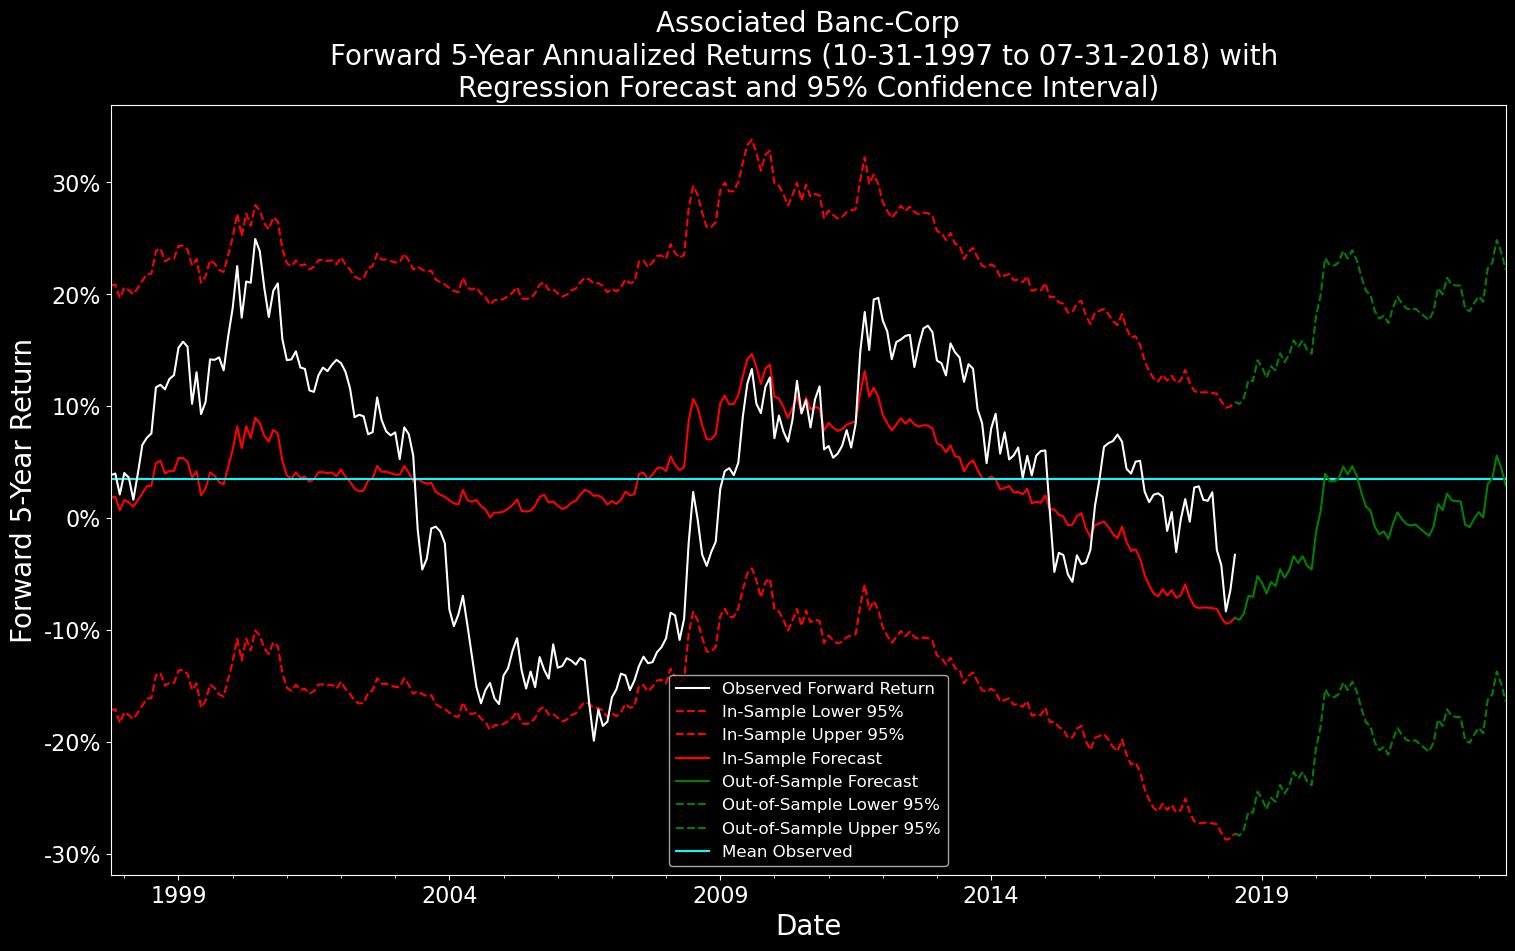 Associated Banc-Corp
Forward 5-Year Annualized Returns (10-31-1997 to 07-31-2018) with
Regression Forecast and 95% Confidence Interval)
Forward 5-Year Return
30%
20%
10%
0%
-10%
-20%
-30%
Observed Forward Return
In-Sample Lower 95%
In-Sample Upper 95%
In-Sample Forecast
Out-of-Sample Forecast
Out-of-Sample Lower 95%
Out-of-Sample Upper 95%
Mean Observed
1999 2004 2009 2014 2019
Date